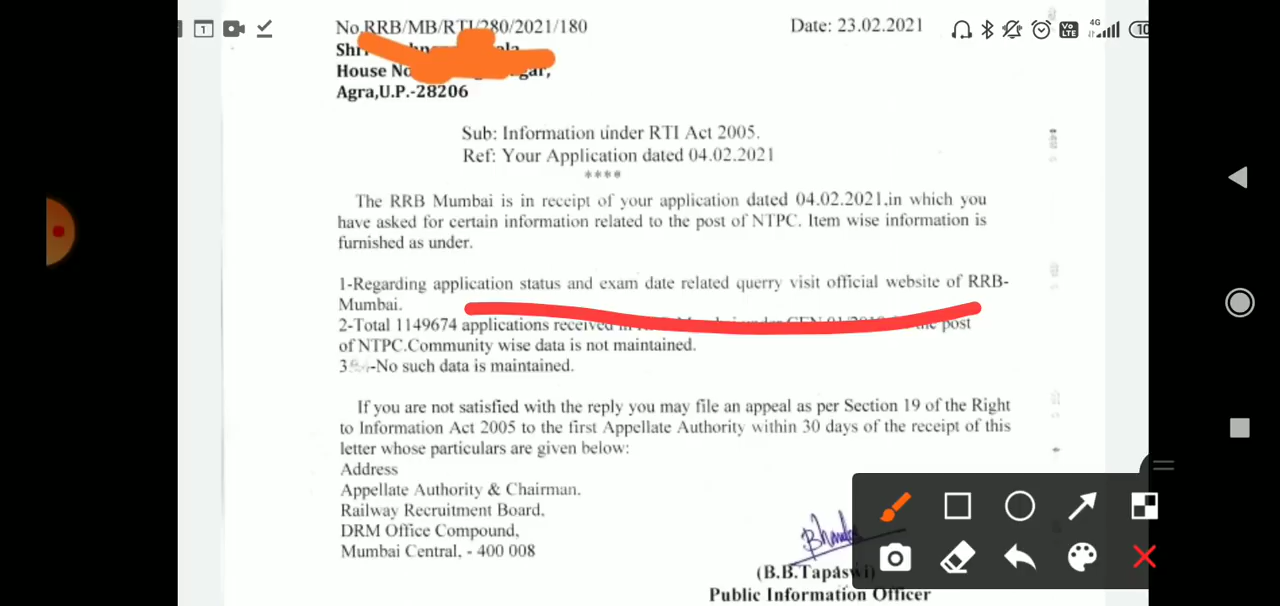 No.RRB/MB/RTI/280/2021/180 Date: 23.02.2021
Shri
House No
Agra,U.P.-28206
Sub: Information under RTI Act 2005.
Ref: Your Application dated 04.02.2021
****
The RRB Mumbai is in receipt of your application dated 04.02.2021,in which you
have asked for certain information related to the post of NTPC. Item wise information is
furnished as under.
1-Regarding application status and exam date related querry visit official website of RRB-
Mumbai.
2-Total 1149674 applications received the post
of NTPC.Community wise data is not maintained.
3 -No such data is maintained.
If you are not satisfied with the reply you may file an appeal as per Section 19 of the Right
to Information Act 2005 to the first Appellate Authority within 30 days of the receipt of this
letter whose particulars are given below:
Address
Appellate Authority & Chairman.
Railway Recruitment Board.
DRM Office Compound,
Mumbai Central, - 400 008
(B.B.Tapaswi)
Public Information Officer
1
Vo LTE
4G
10